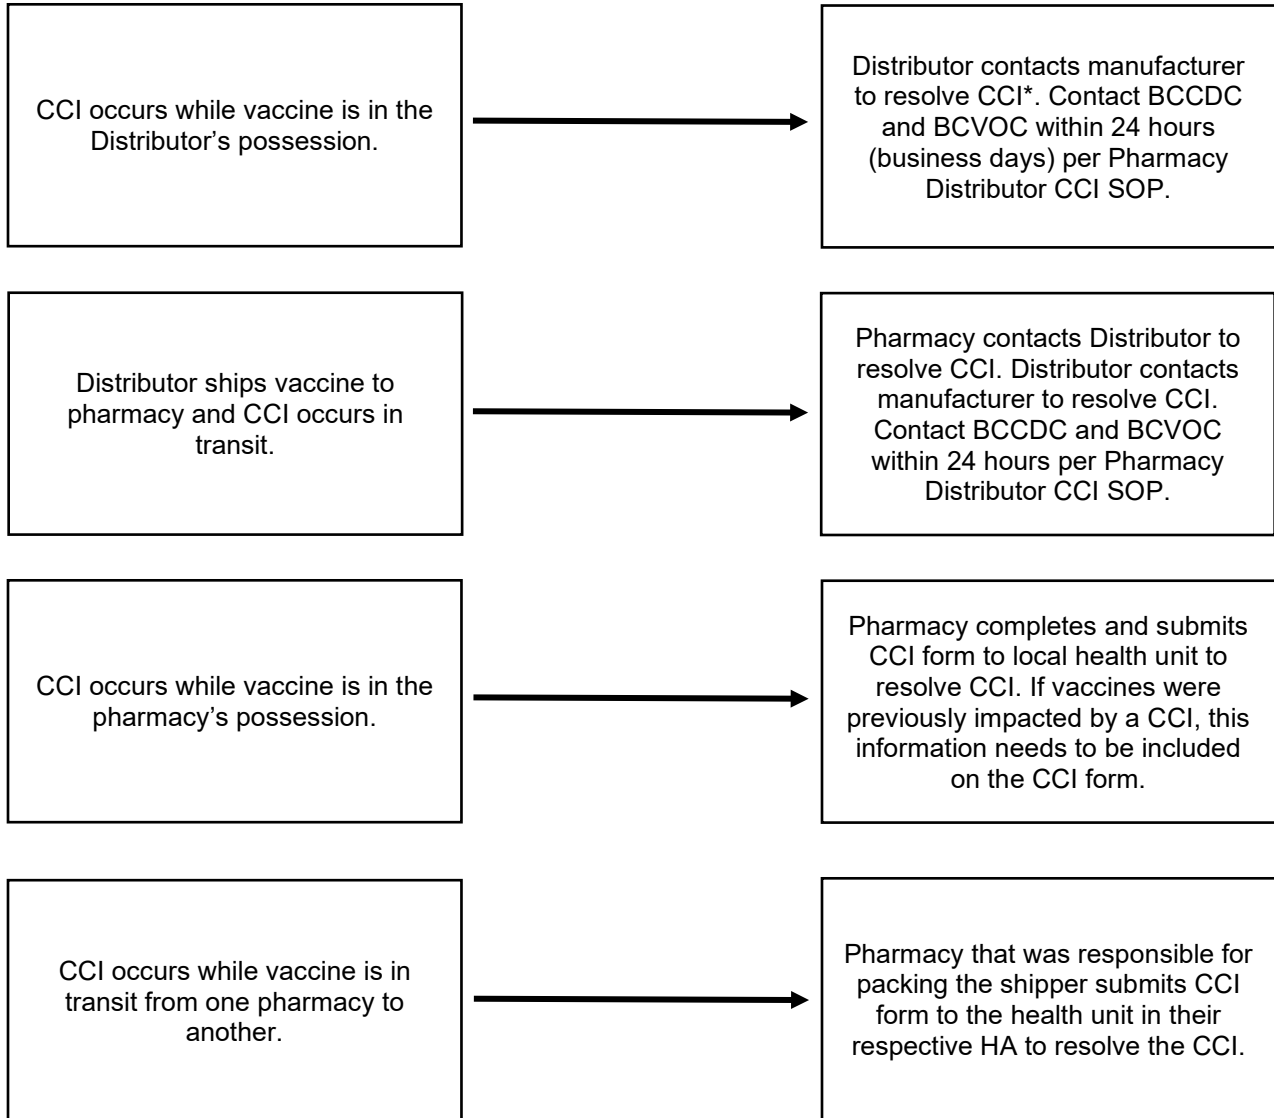 CCI occurs while vaccine is in the
Distributor’s possession.
Distributor contacts manufacturer
to resolve CCI*. Contact BCCDC
and BCVOC within 24 hours
(business days) per Pharmacy
Distributor CCI SOP.
Distributor ships vaccine to
pharmacy and CCI occurs in
transit.
Pharmacy contacts Distributor to
resolve CCI. Distributor contacts
manufacturer to resolve CCI.
Contact BCCDC and BCVOC
within 24 hours per Pharmacy
Distributor CCI SOP.
CCI occurs while vaccine is in the
pharmacy’s possession.
Pharmacy completes and submits
CCI form to local health unit to
resolve CCI. If vaccines were
previously impacted by a CCI, this
information needs to be included
on the CCI form.
CCI occurs while vaccine is in
transit from one pharmacy to
another.
Pharmacy that was responsible for
packing the shipper submits CCI
form to the health unit in their
respective HA to resolve the CCI.